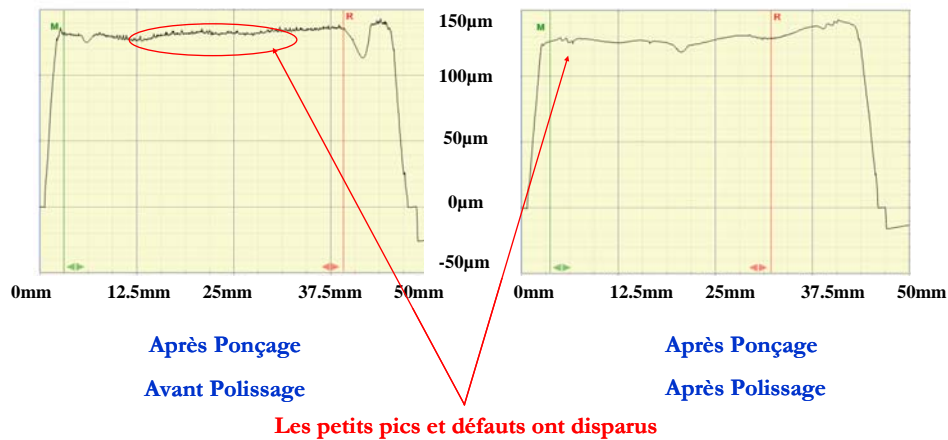 M
R
150µm
M
R
100µm
50µm
0µm
-50µm
0mm 12.5mm 25mm 37.5mm 50mm
0mm 12.5mm 25mm 37.5mm 50mm
Après Ponçage
Avant Polissage
Après Ponçage
Après Polissage
Les petits pics et défauts ont disparus